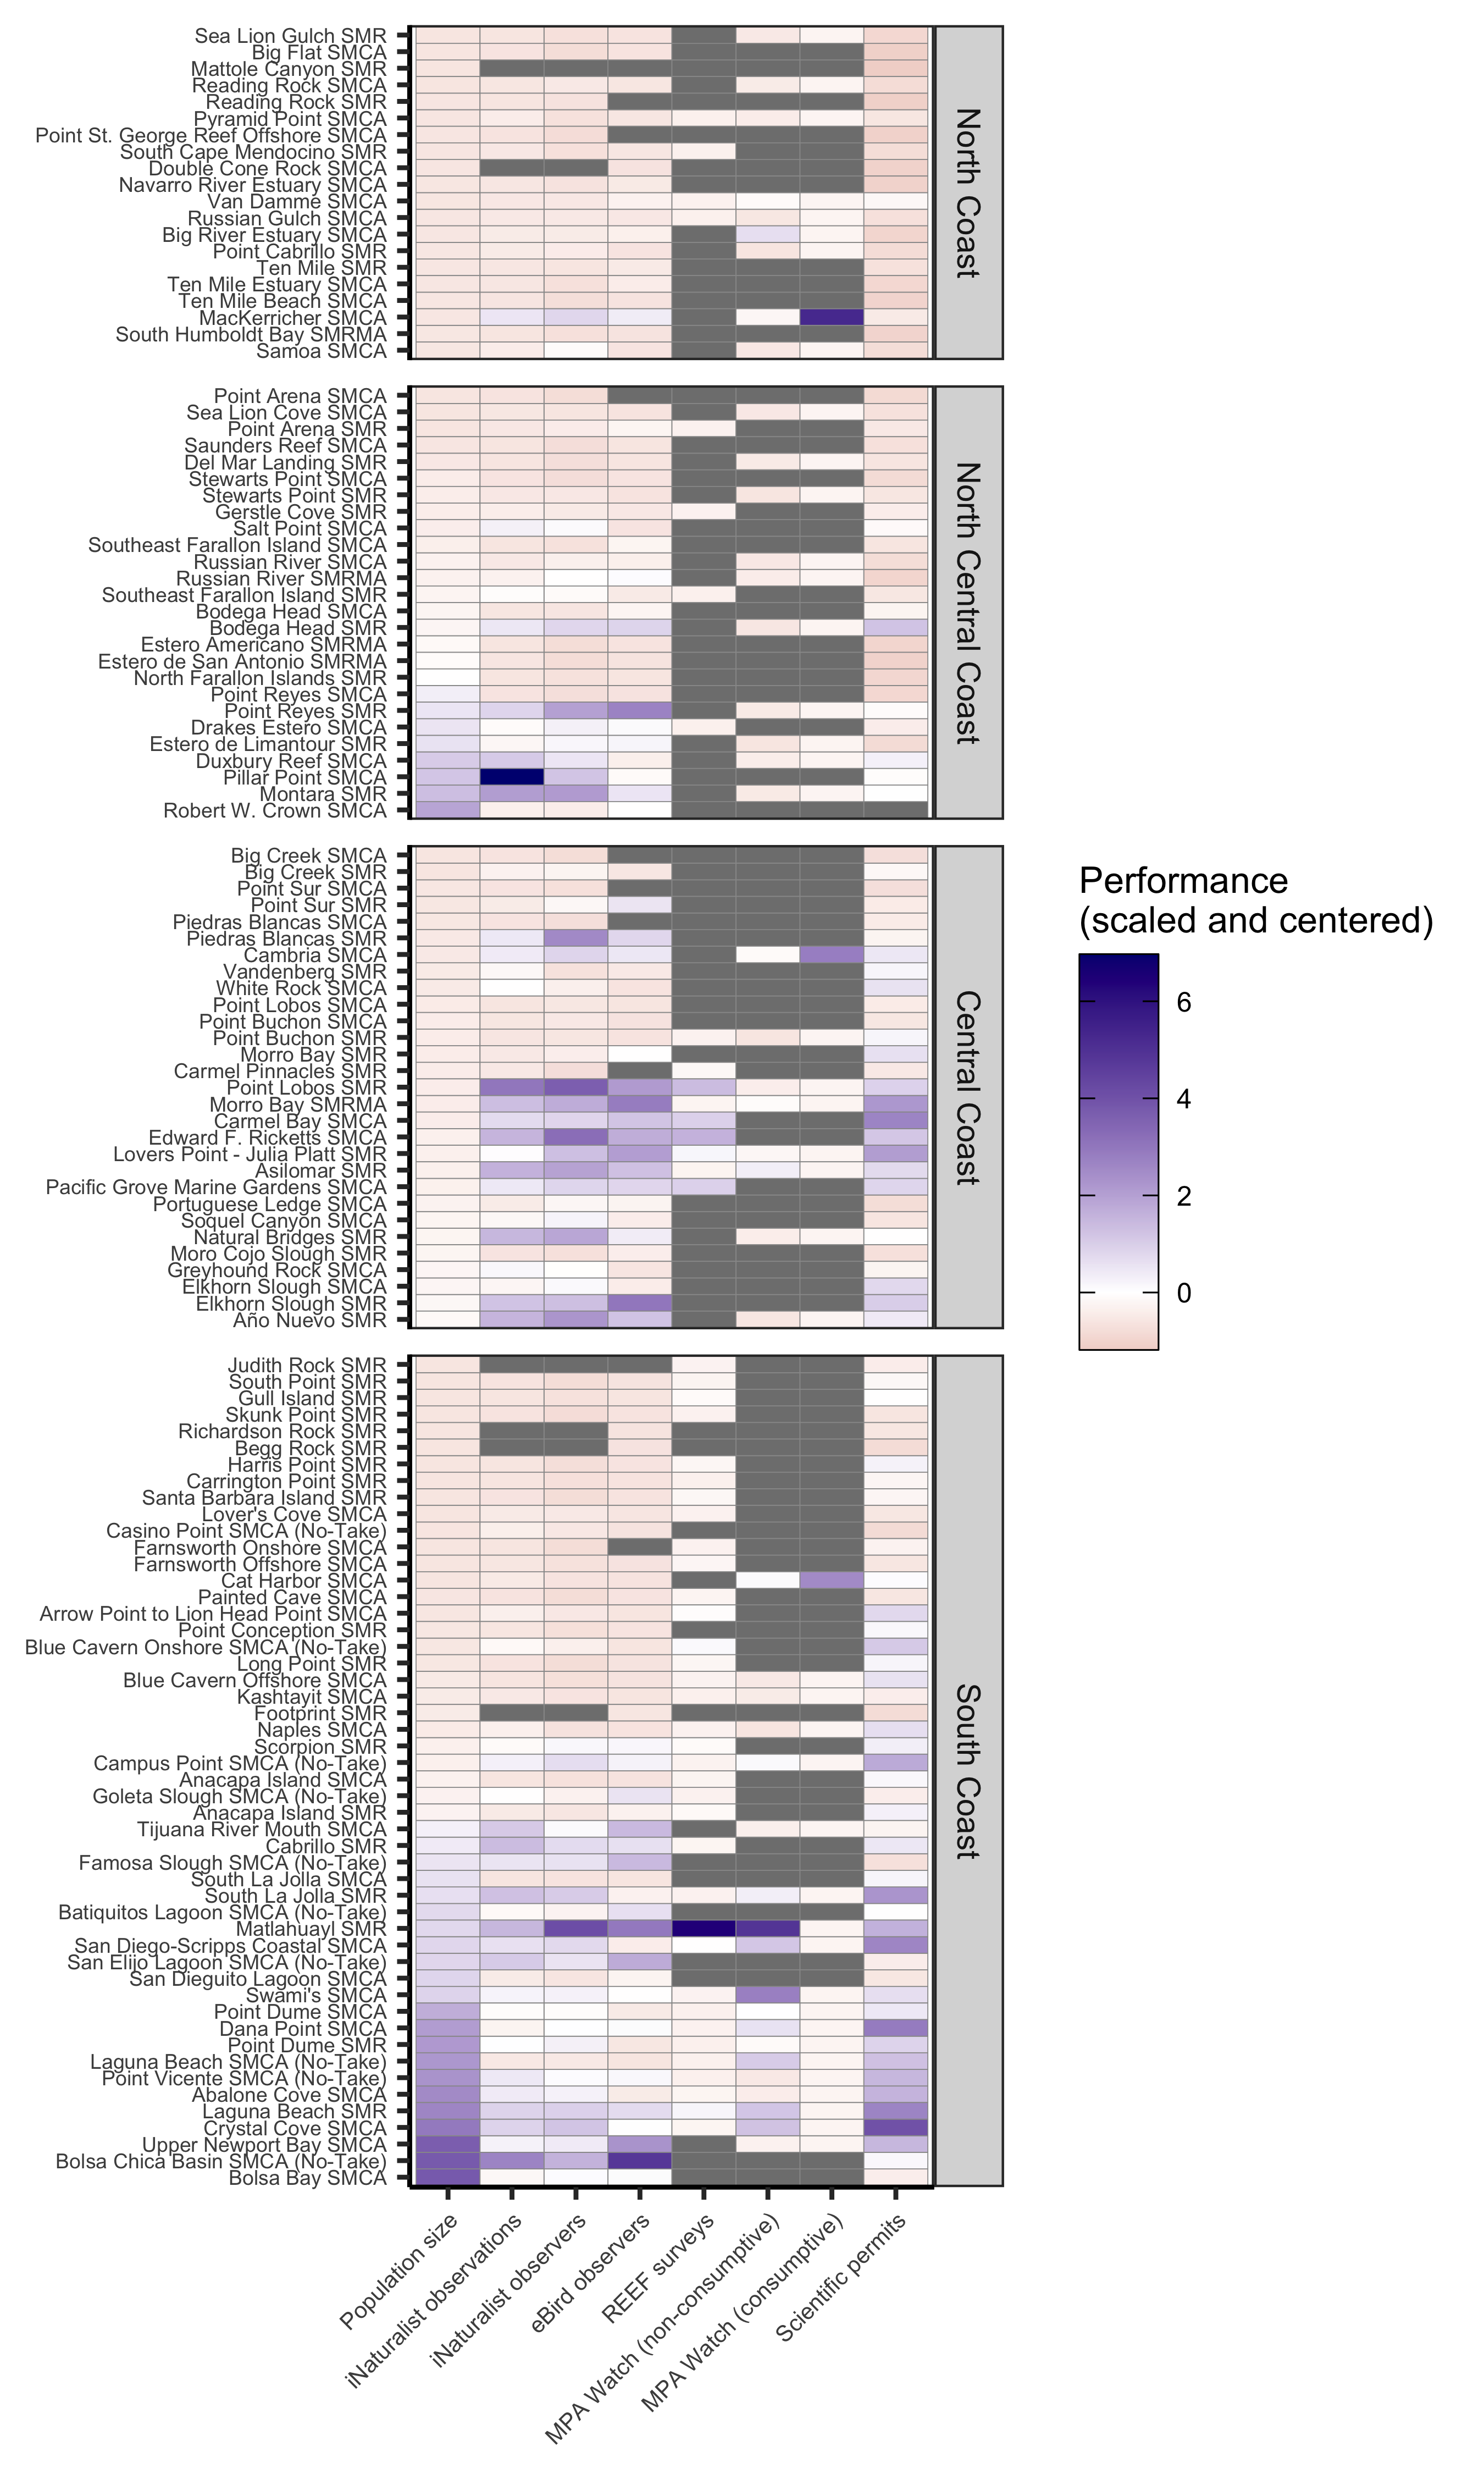 Sea Lion Gulch SMR
Big Flat SMCA
Mattole Canyon SMR
Reading Rock SMCA
Reading Rock SMR
Pyramid Point SMCA
Point St. George Reef Offshore SMCA
South Cape Mendocino SMR
Double Cone Rock SMCA
Navarro River Estuary SMCA
Van Damme SMCA
Russian Gulch SMCA
Big River Estuary SMCA
Point Cabrillo SMR
Ten Mile SMR
Ten Mile Estuary SMCA
Ten Mile Beach SMCA
MacKerricher SMCA
South Humboldt Bay SMRMA
Samoa SMCA
North Coast
Point Arena SMCA
Sea Lion Cove SMCA
Point Arena SMR
Saunders Reef SMCA
Del Mar Landing SMR
Stewarts Point SMCA
Stewarts Point SMR
Gerstle Cove SMR
Salt Point SMCA
Southeast Farallon Island SMCA
Russian River SMCA
Russian River SMRMA
Southeast Farallon Island SMR
Bodega Head SMCA
Bodega Head SMR
Estero Americano SMRMA
Estero de San Antonio SMRMA
North Farallon Islands SMR
Point Reyes SMCA
Point Reyes SMR
Drakes Estero SMCA
Estero de Limantour SMR
Duxbury Reef SMCA
Pillar Point SMCA
Montara SMR
Robert W. Crown SMCA
North Central Coast
Big Creek SMCA
Big Creek SMR
Point Sur SMCA
Point Sur SMR
Piedras Blancas SMCA
Piedras Blancas SMR
Cambria SMCA
Vandenberg SMR
White Rock SMCA
Point Lobos SMCA
Point Buchon SMCA
Point Buchon SMR
Morro Bay SMR
Carmel Pinnacles SMR
Point Lobos SMR
Morro Bay SMRMA
Carmel Bay SMCA
Edward F. Ricketts SMCA
Lovers Point - Julia Platt SMR
Asilomar SMR
Pacific Grove Marine Gardens SMCA
Portuguese Ledge SMCA
Soquel Canyon SMCA
Natural Bridges SMR
Moro Cojo Slough SMR
Greyhound Rock SMCA
Elkhorn Slough SMCA
Elkhorn Slough SMR
Año Nuevo SMR
Central Coast
Judith Rock SMR
South Point SMR
Gull Island SMR
Skunk Point SMR
Richardson Rock SMR
Begg Rock SMR
Harris Point SMR
Carrington Point SMR
Santa Barbara Island SMR
Lover's Cove SMCA
Casino Point SMCA (No-Take)
Farnsworth Onshore SMCA
Farnsworth Offshore SMCA
Cat Harbor SMCA
Painted Cave SMCA
Arrow Point to Lion Head Point SMCA
Point Conception SMR
Blue Cavern Onshore SMCA (No-Take)
Long Point SMR
Blue Cavern Offshore SMCA
Kashtayit SMCA
Footprint SMR
Naples SMCA
Scorpion SMR
Campus Point SMCA (No-Take)
Anacapa Island SMCA
Goleta Slough SMCA (No-Take)
Anacapa Island SMR
Tijuana River Mouth SMCA
Cabrillo SMR
Famosa Slough SMCA (No-Take)
South La Jolla SMCA
South La Jolla SMR
Batiquitos Lagoon SMCA (No-Take)
Matlahuayl SMR
San Diego-Scripps Coastal SMCA
San Elijo Lagoon SMCA (No-Take)
San Dieguito Lagoon SMCA
Swami's SMCA
Point Dume SMCA
Dana Point SMCA
Point Dume SMR
Laguna Beach SMCA (No-Take)
Point Vicente SMCA (No-Take)
Abalone Cove SMCA
Laguna Beach SMR
Crystal Cove SMCA
Upper Newport Bay SMCA
Bolsa Chica Basin SMCA (No-Take)
Bolsa Bay SMCA
South Coast
Population size
iNaturalist observations
iNaturalist observers
eBird observers
REEF surveys
MPA Watch (non-consumptive)
MPA Watch (consumptive)
Scientific permits
Performance
(scaled and centered)
6
4
2
0